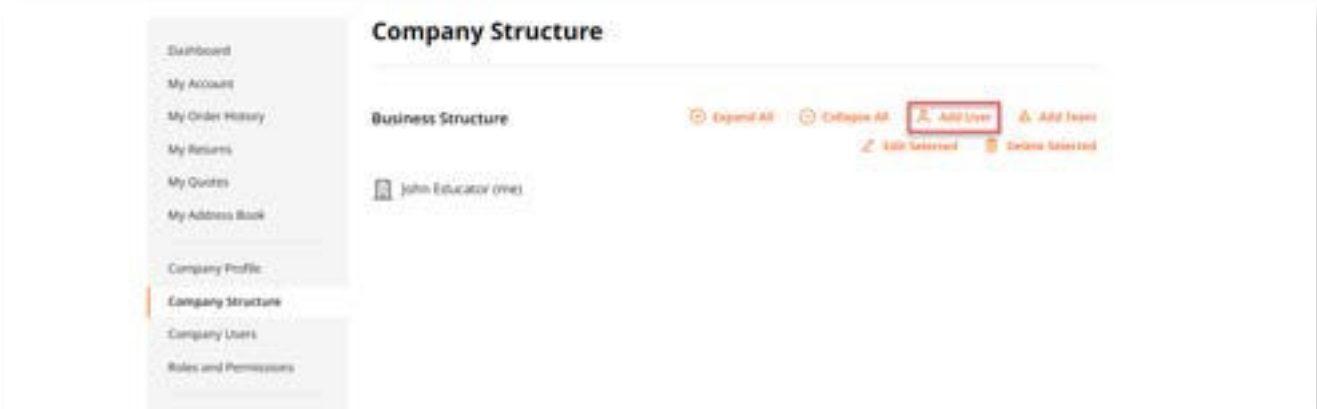 Company Structure
Dashboard
My Account
My Order History
My Returns
My Quotes
My Address Book
Company Profile
Company Structure
Company Users
Roles and Permissions
Business Structure
Expand All
Collapse All
Add User
Add Team
Edit Selected
Delete Selected
John Educator (me)